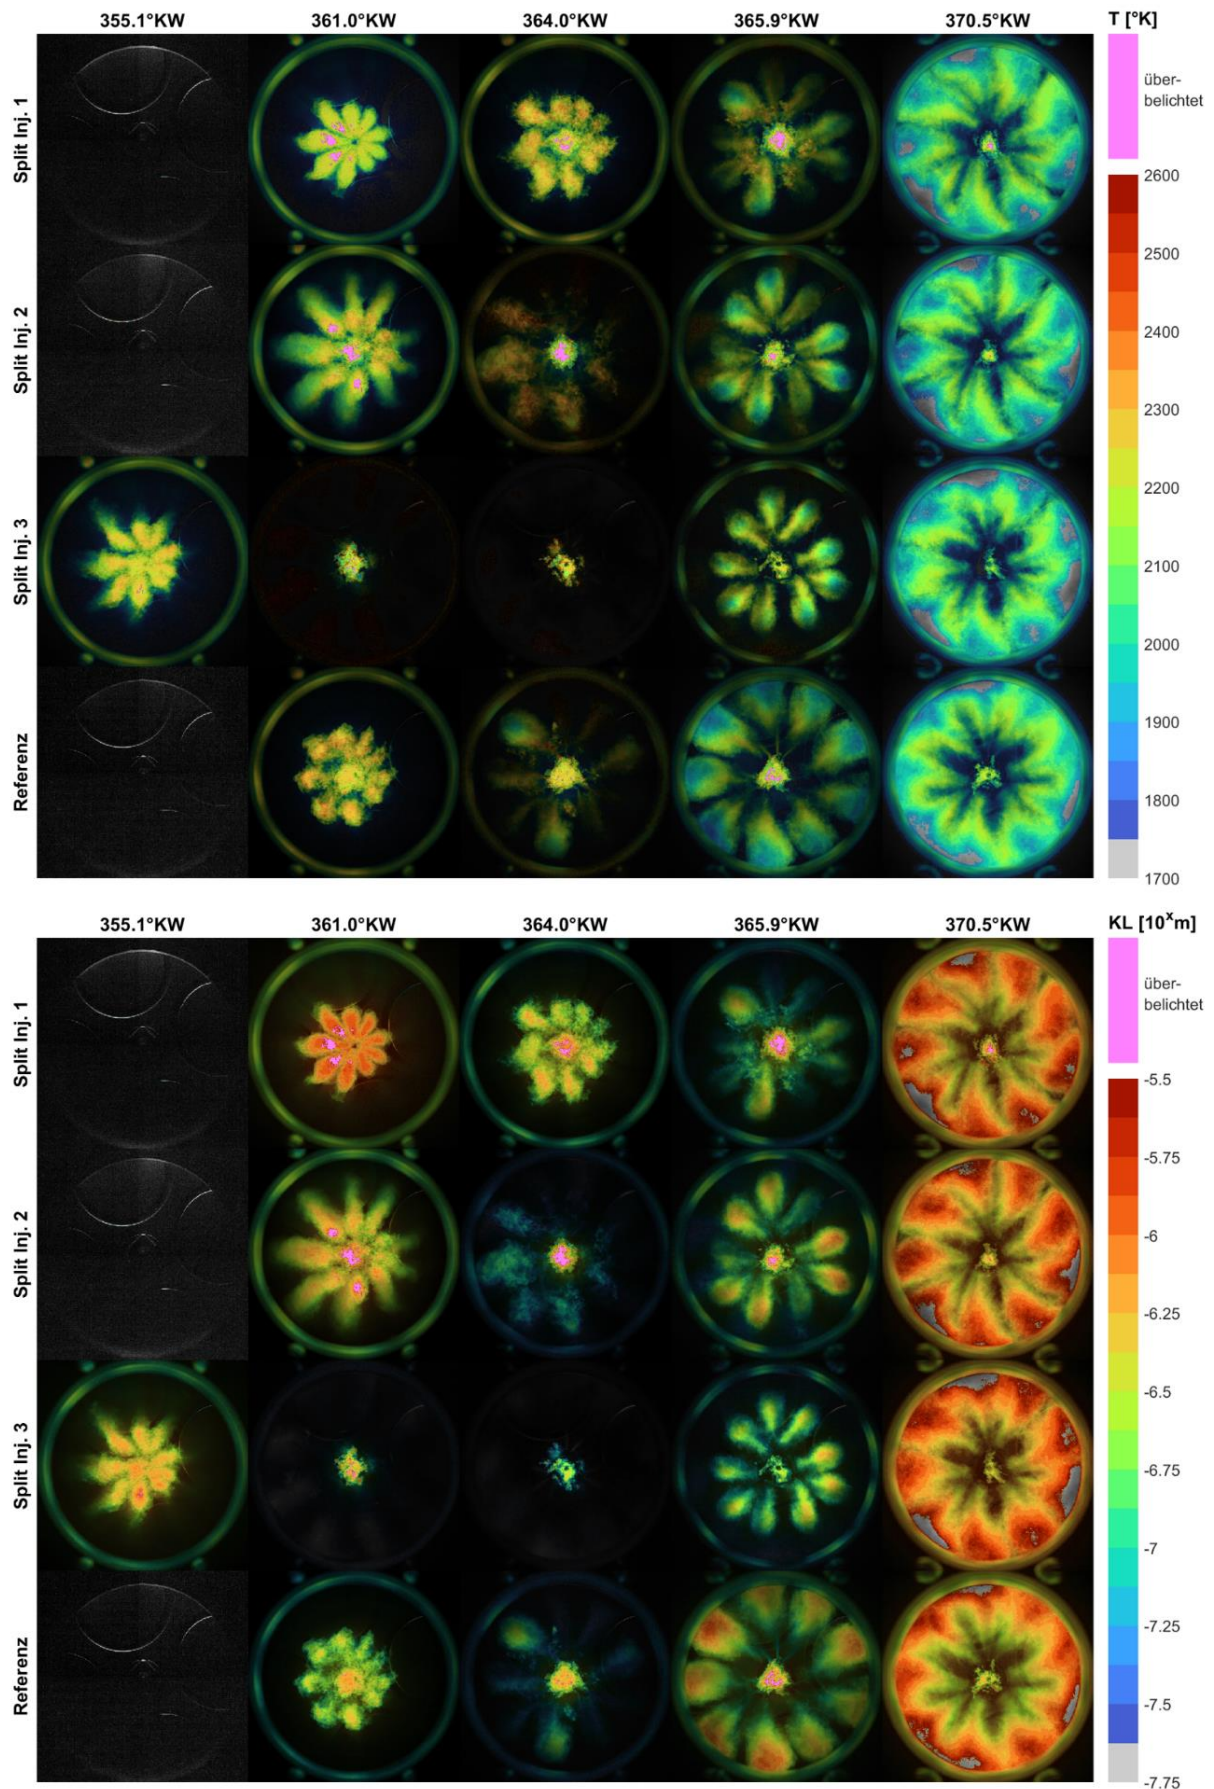 355.1°KW 361.0°KW 364.0°KW 365.9°KW 370.5°KW T [°K]
über-
belichtet
Split Inj. 1
2600
2500
Split Inj. 2
2400
2300
2200
Split Inj. 3
2100
2000
1900
Referenz
1800
1700
355.1°KW 361.0°KW 364.0°KW 365.9°KW 370.5°KW KL [10^x m]
über-
belichtet
Split Inj. 1
-5.5
-5.75
Split Inj. 2
-6
-6.25
-6.5
Split Inj. 3
-6.75
-7
-7.25
Referenz
-7.5
-7.75